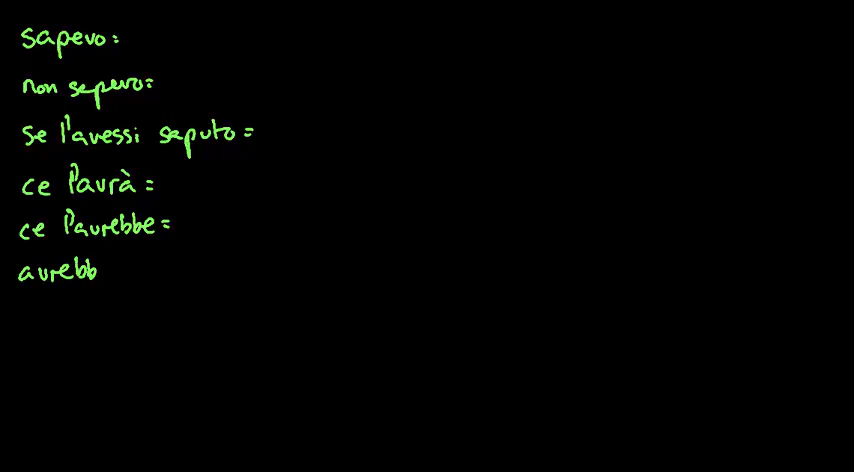 sapevo=
non sapevo=
se l'avessi saputo =
ce l'avrà =
ce l'avrebbe =
avrebb